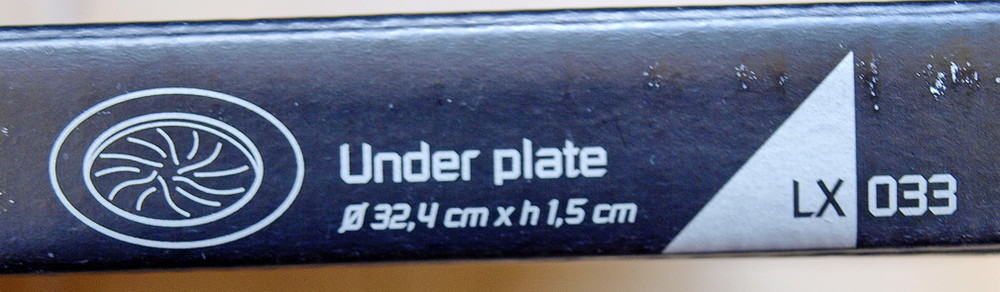 Under plate
Ø 32,4 cm x h 1,5 cm
LX 033